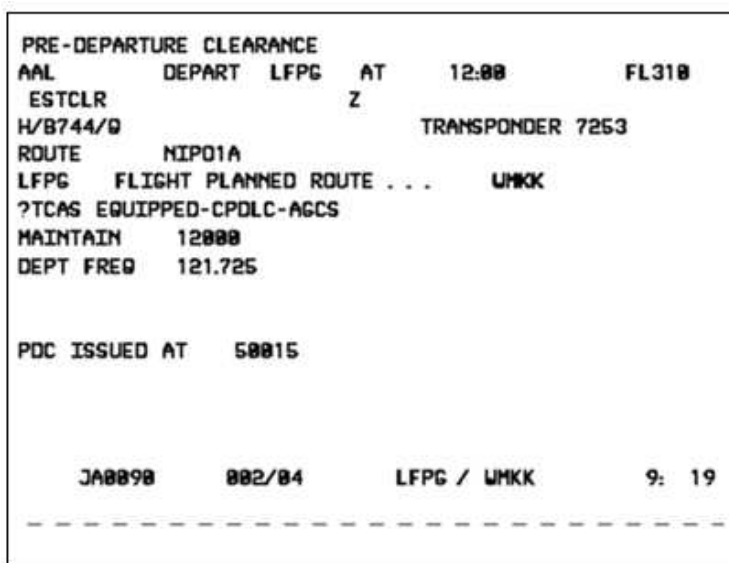 PRE-DEPARTURE CLEARANCE
AAL DEPART LFPG AT 12:00 FL310
ESTCLR Z
H/B744/Q TRANSPONDER 7253
ROUTE NIPO1A
LFPG FLIGHT PLANNED ROUTE ... WMKK
?TCAS EQUIPPED-CPDLC-AGCS
MAINTAIN 12000
DEPT FREQ 121.725
PDC ISSUED AT 50015
JA0090 002/04 LFPG / WMKK 9: 19